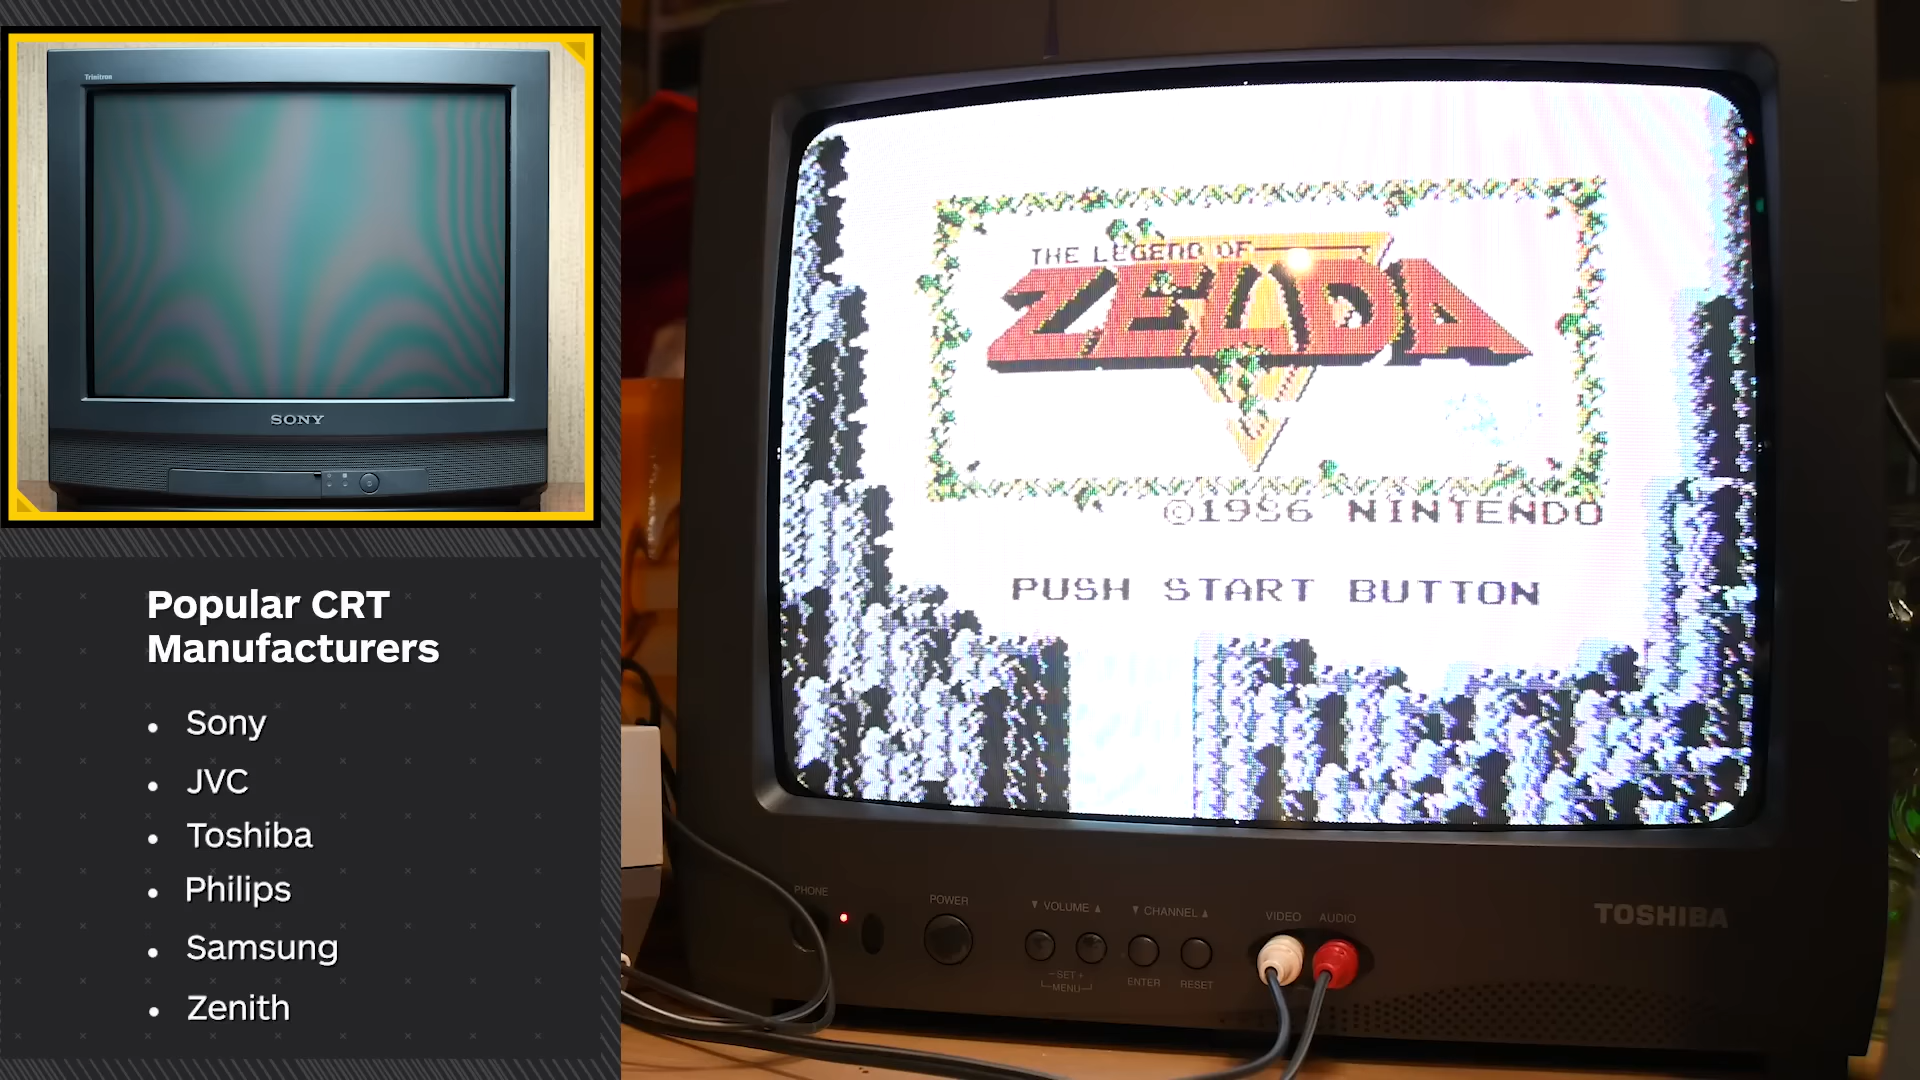 Trinitron
SONY
Popular CRT
Manufacturers
• Sony
• JVC
• Toshiba
• Philips
• Samsung
• Zenith
THE LEGEND OF
ZELDA
©1986 NINTENDO
PUSH START BUTTON
PHONE
POWER
▼ VOLUME ▲
▼ CHANNEL ▲
VIDEO
AUDIO
TOSHIBA
- SET +
MENU
ENTER
RESET